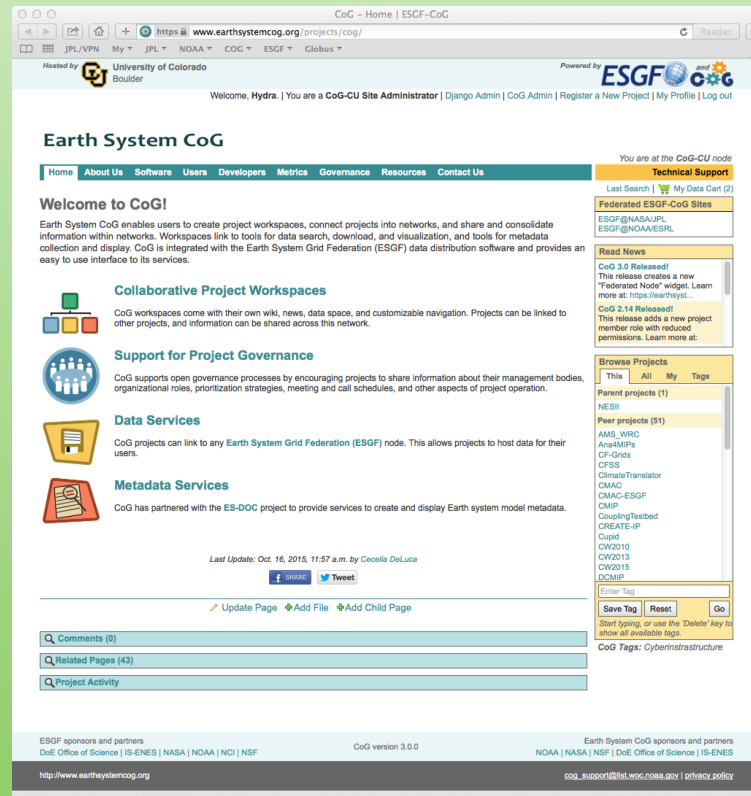 CoG – Home | ESGF-CoG
https www.earthsystemcog.org/projects/cog/
Reader
JPL/VPN My JPL NOAA COG ESGF Globus
Hosted by
CU
University of Colorado
Boulder
Powered by
ESGF and CoG
Welcome, Hydra. | You are a CoG-CU Site Administrator | Django Admin | CoG Admin | Register a New Project | My Profile | Log out
Earth System CoG
You are at the CoG-CU node
Home About Us Software Users Developers Metrics Governance Resources Contact Us
Technical Support
Last Search | My Data Cart (2)
Welcome to CoG!
Earth System CoG enables users to create project workspaces, connect projects into networks, and share and consolidate
information within networks. Workspaces link to tools for data search, download, and visualization, and tools for metadata
collection and display. CoG is integrated with the Earth System Grid Federation (ESGF) data distribution software and provides an
easy to use interface to its services.
Collaborative Project Workspaces
CoG workspaces come with their own wiki, news, data space, and customizable navigation. Projects can be linked to
other projects, and information can be shared across this network.
Support for Project Governance
CoG supports open governance processes by encouraging projects to share information about their management bodies,
organizational roles, prioritization strategies, meeting and call schedules, and other aspects of project operation.
Data Services
CoG projects can link to any Earth System Grid Federation (ESGF) node. This allows projects to host data for their
users.
Metadata Services
CoG has partnered with the ES-DOC project to provide services to create and display Earth system model metadata.
Last Update: Oct. 16, 2015, 11:57 a.m. by Cecelia DeLuca
SHARE Tweet
Update Page Add File Add Child Page
Comments (0)
Related Pages (43)
Project Activity
Federated ESGF-CoG Sites
ESGF@NASA/JPL
ESGF@NOAA/ESRL
Read News
CoG 3.0 Released!
This release creates a new
"Federated Node" widget. Learn
more at: https://earthsyst...
CoG 2.14 Released!
This release adds a new project
member role with reduced
permissions. Learn more at:
Browse Projects
This All My Tags
Parent projects (1)
NESII
Peer projects (51)
AMS_WRC
Ana4MIPs
CF-Grids
CFSS
ClimateTranslator
CMAC
CMAC-ESGF
CMIP
CouplingTestbed
CREATE-IP
Cupid
CW2010
CW2013
CW2015
DCMIP
Enter Tag
Save Tag Reset Go
Start typing, or use the 'Delete' key to
show all available tags.
CoG Tags: Cyberinstrastructure
ESGF sponsors and partners
DoE Office of Science | IS-ENES | NASA | NOAA | NCI | NSF
CoG version 3.0.0
Earth System CoG sponsors and partners
NOAA | NASA | NSF | DoE Office of Science | IS-ENES
http://www.earthsystemcog.org
cog_support@list.woc.noaa.gov | privacy policy